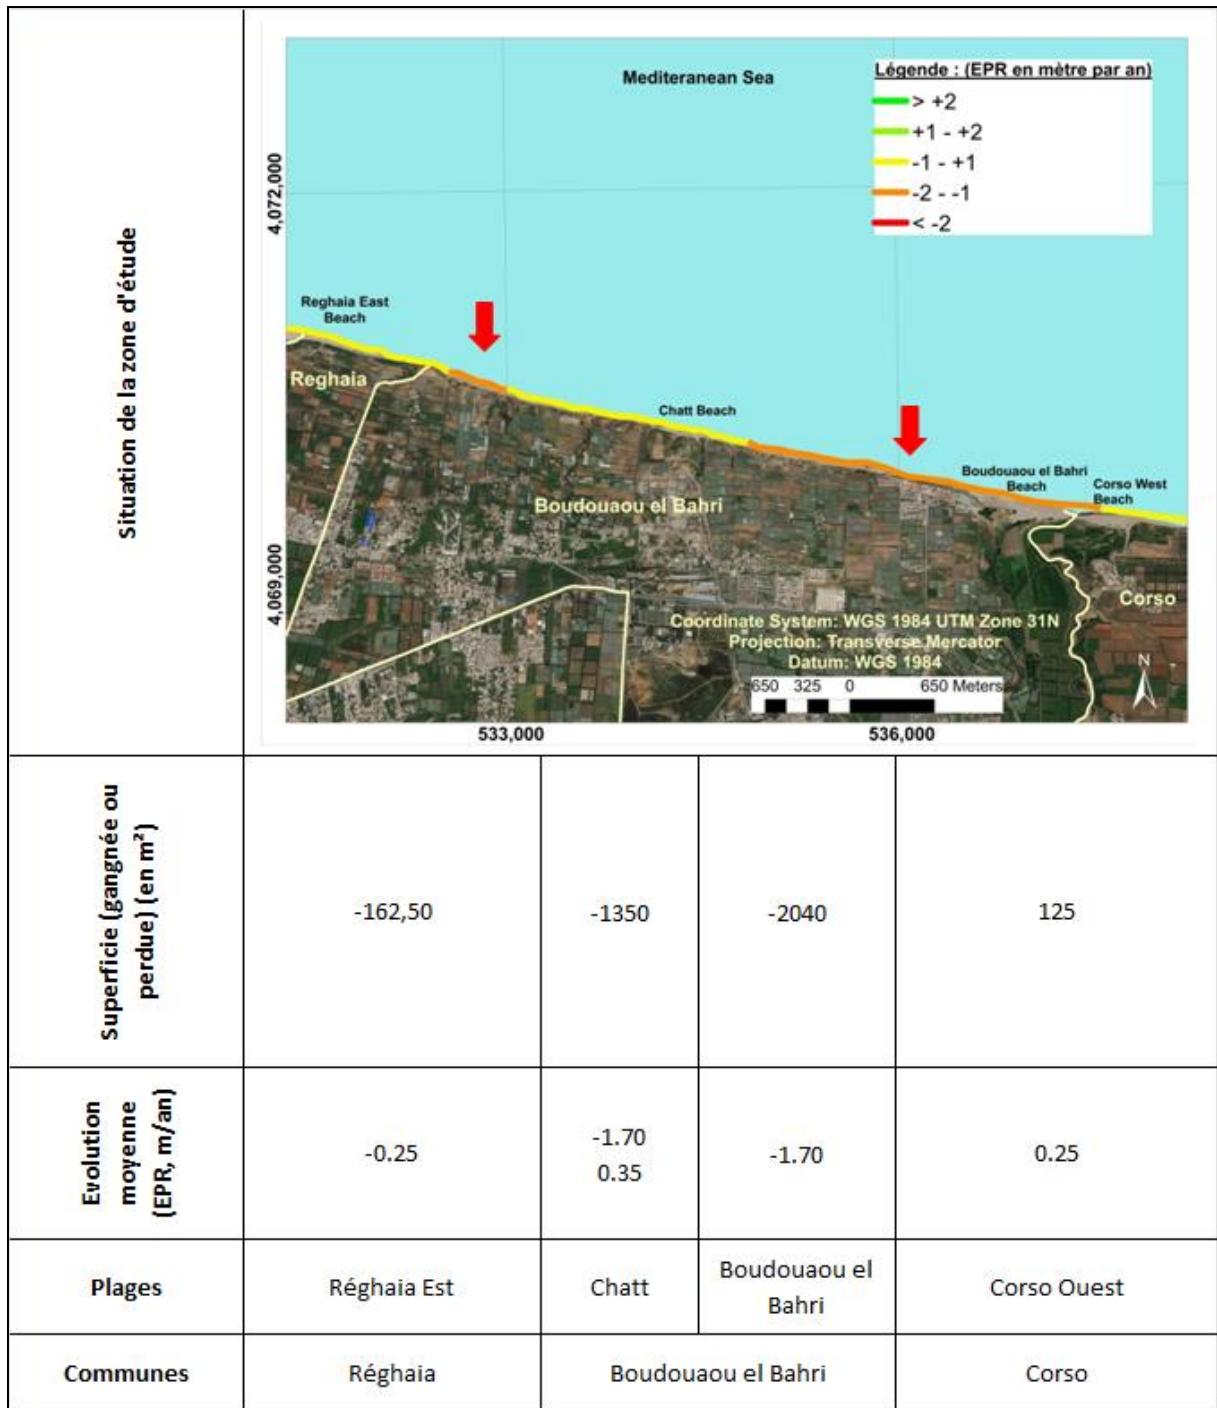 Situation de la zone d'étude
Mediteranean Sea
Légende : (EPR en mètre par an)
> +2
+1 - +2
-1 - +1
-2 - -1
< -2
4,072,000
4,069,000
Reghaia East
Beach
Reghaia
Chatt Beach
Boudouaou el Bahri
Beach
Corso West
Beach
Boudouaou el Bahri
Corso
Coordinate System: WGS 1984 UTM Zone 31N
Projection: Transverse Mercator
Datum: WGS 1984
650 325 0 650 Meters
N
533,000
536,000
Superficie (gangnée ou
perdue) (en m²)
-162,50
-1350
-2040
125
Evolution
moyenne
(EPR, m/an)
-0.25
-1.70
0.35
-1.70
0.25
Plages
Réghaia Est
Chatt
Boudouaou el
Bahri
Corso Ouest
Communes
Réghaia
Boudouaou el Bahri
Corso